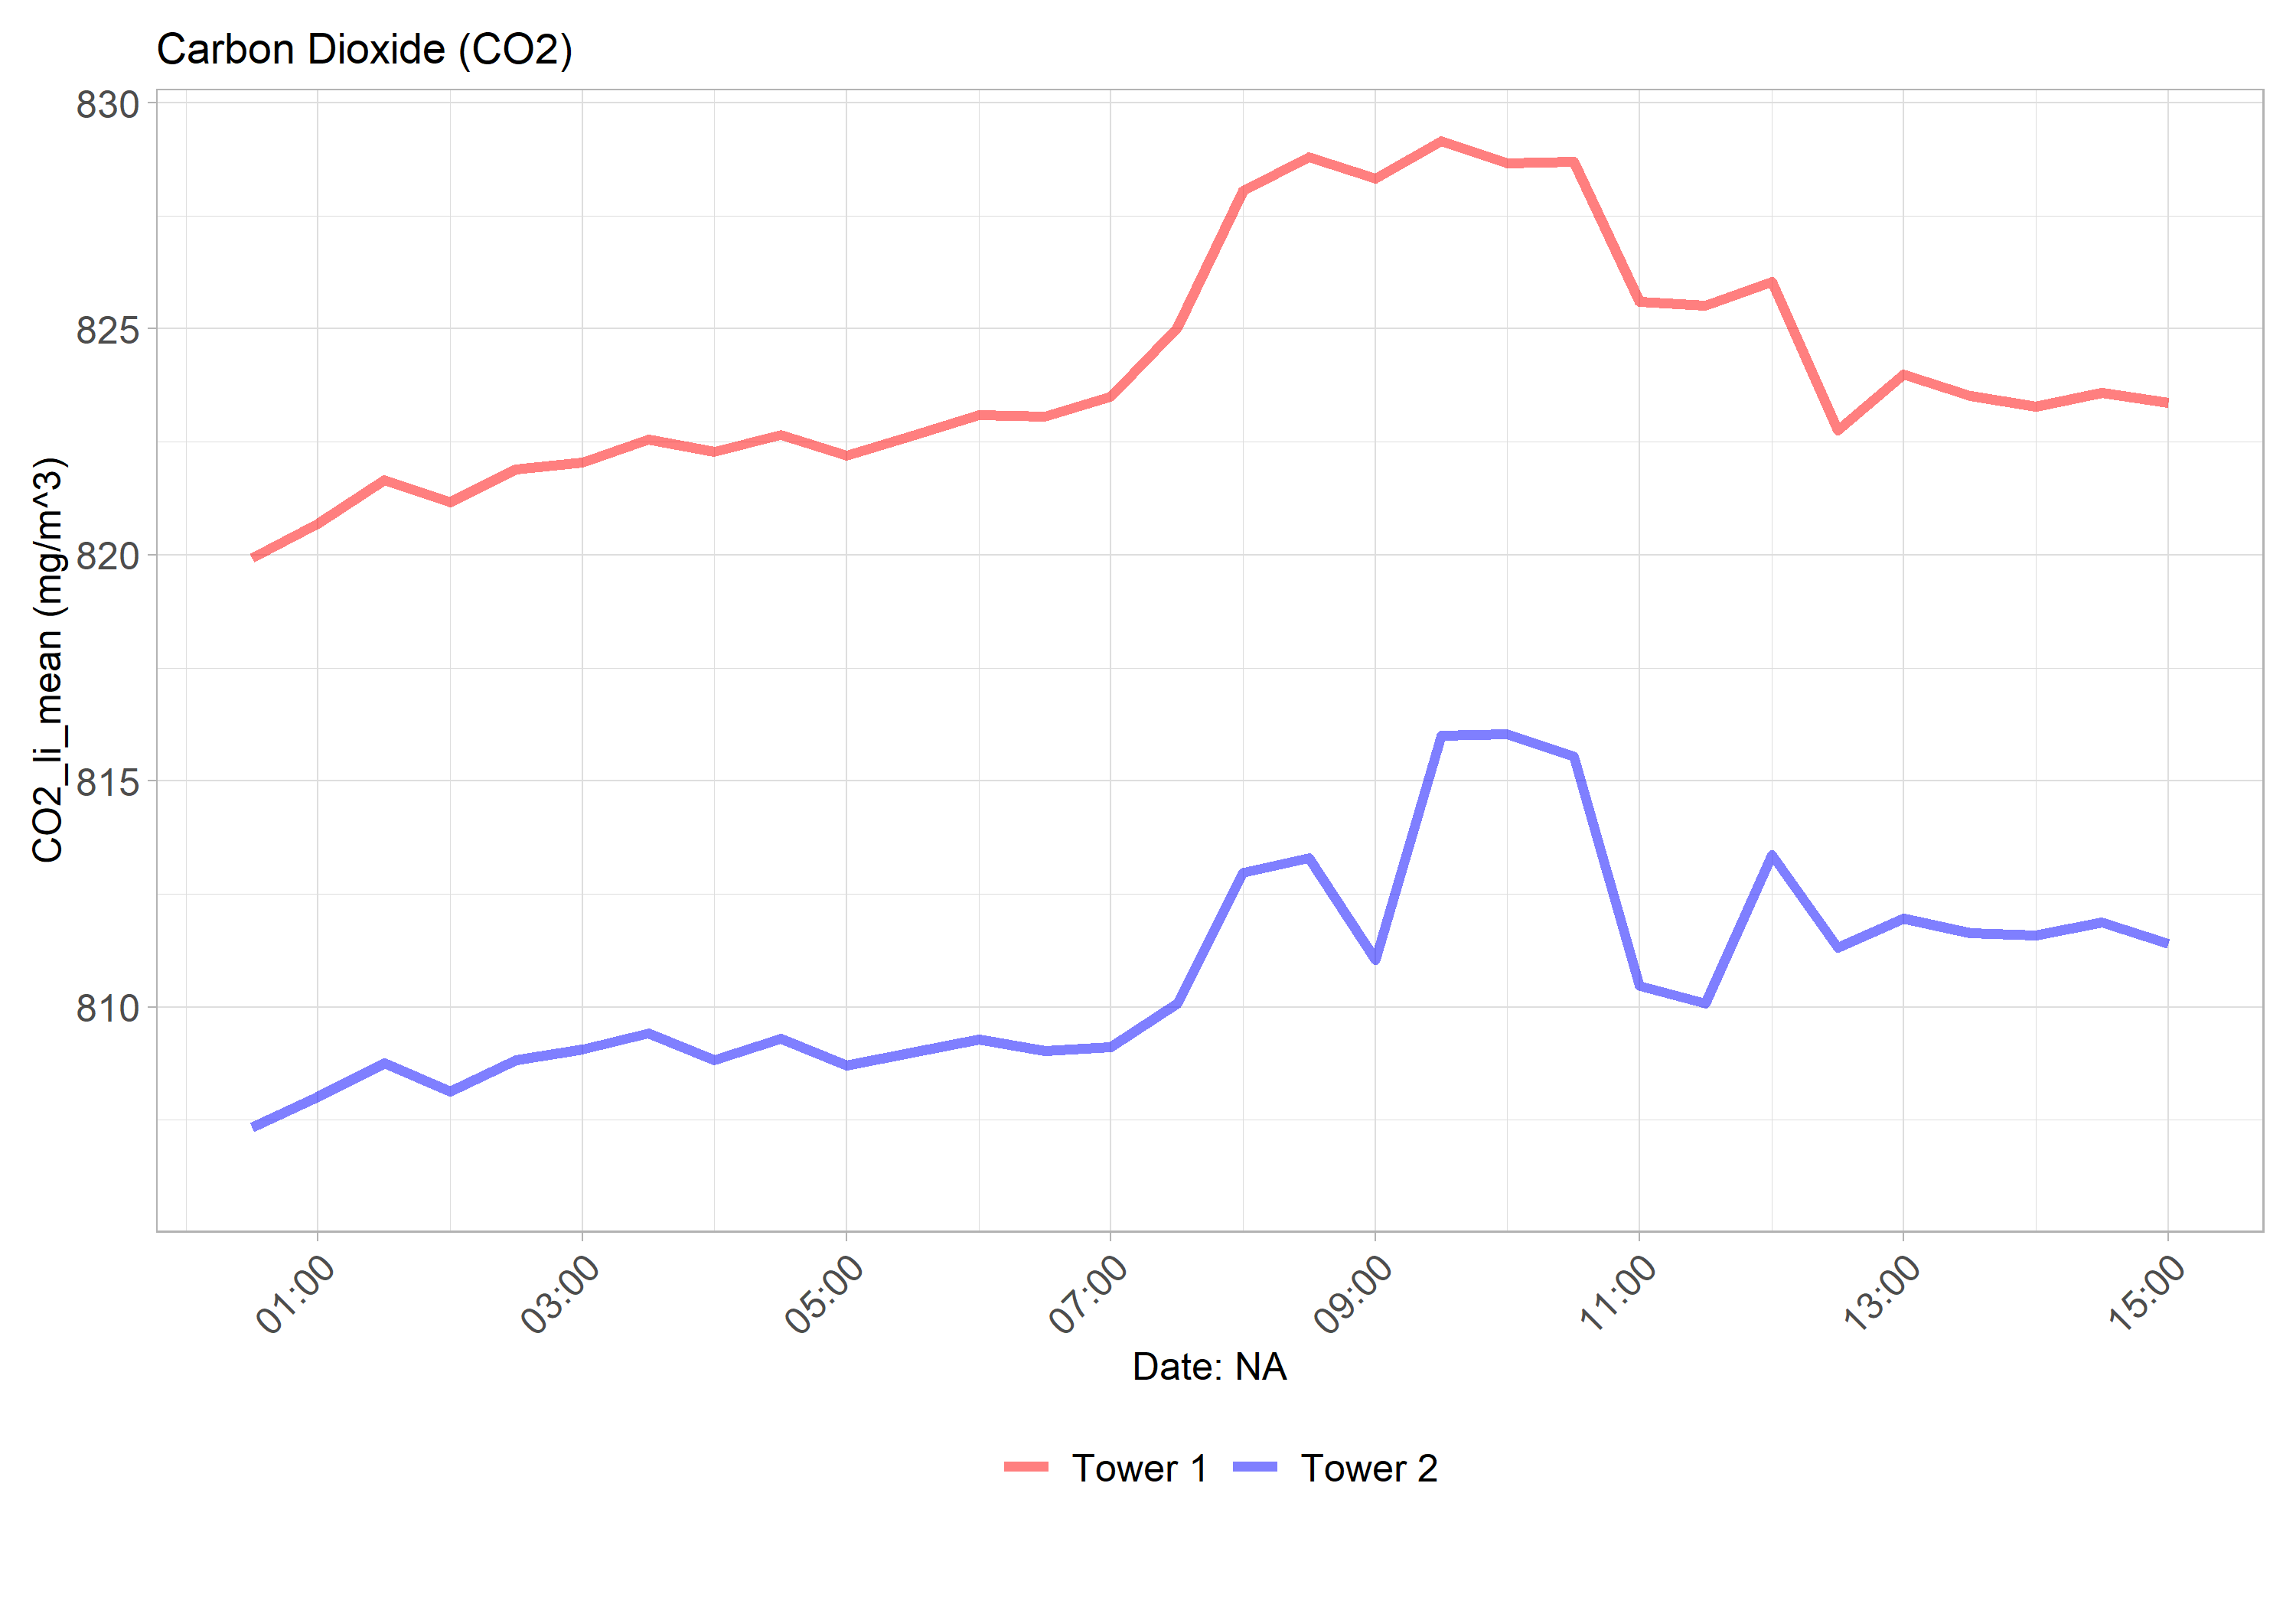 Carbon Dioxide (CO2)
CO2_li_mean (mg/m^3)
830
825
820
815
810
01:00
03:00
05:00
07:00
09:00
11:00
13:00
15:00
Date: NA
Tower 1
Tower 2